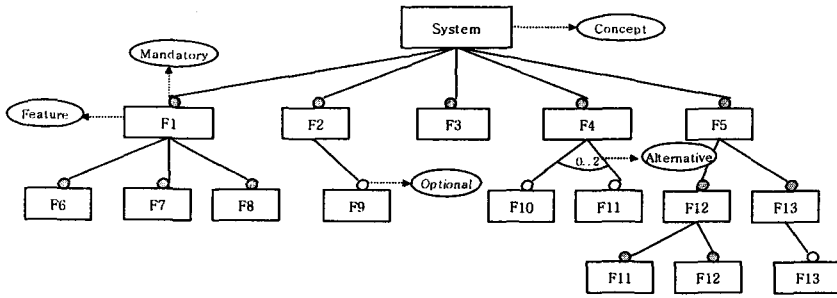 System
Concept
Mandatory
Feature
F1
F2
F3
F4
F5
0..2
Alternative
F6
F7
F8
F9
Optional
F10
F11
F12
F13
F11
F12
F13